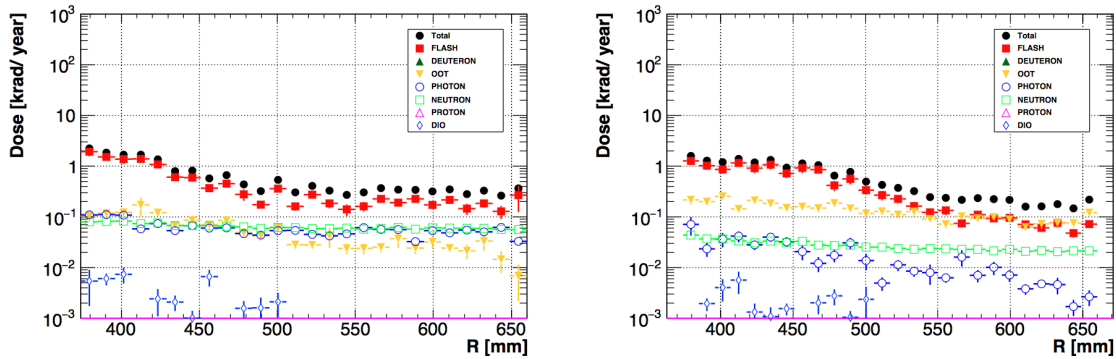 Dose [krad/ year]
10³
10²
10
1
10⁻¹
10⁻²
10⁻³
Total
FLASH
DEUTERON
OOT
PHOTON
NEUTRON
PROTON
DIO
400 450 500 550 600 650
R [mm]
Dose [krad/ year]
10³
10²
10
1
10⁻¹
10⁻²
10⁻³
Total
FLASH
DEUTERON
OOT
PHOTON
NEUTRON
PROTON
DIO
400 450 500 550 600 650
R [mm]